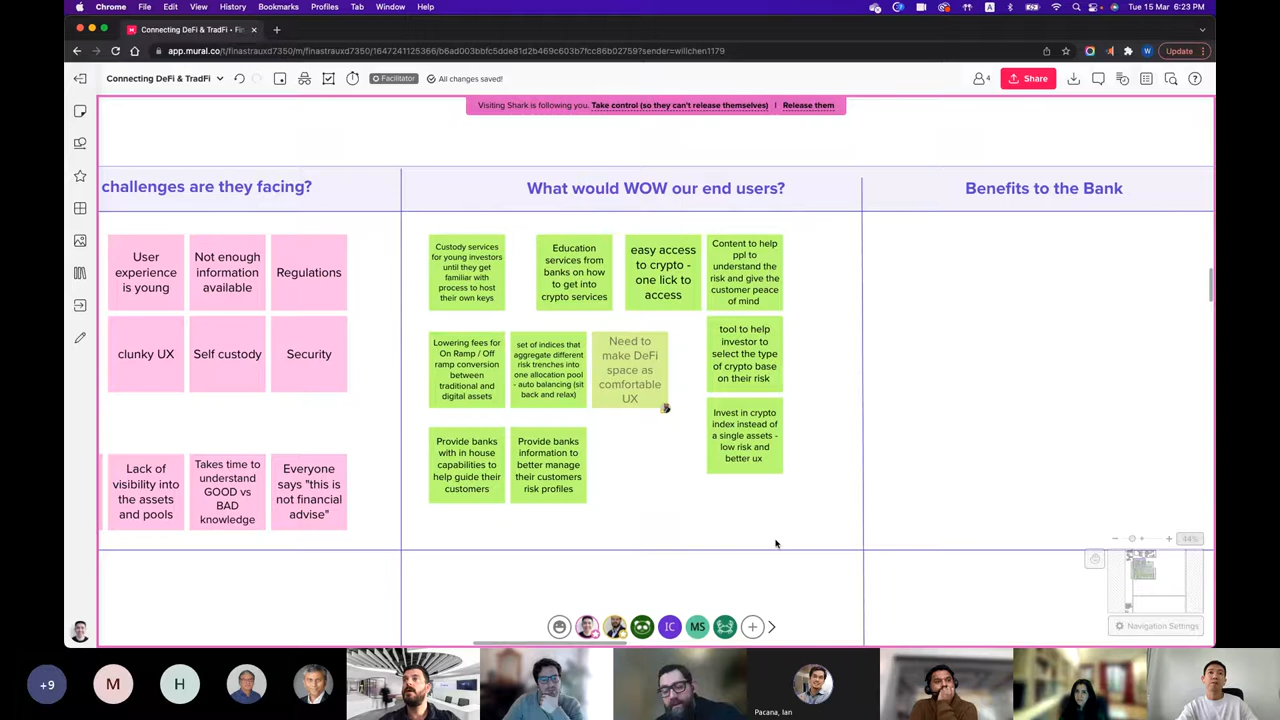 Chrome File Edit View History Bookmarks Profiles Tab Window Help
A
Tue 15 Mar 6:23 PM
Connecting DeFi & TradFi - Fin
app.mural.co/t/finastrauxd7350/m/finastrauxd7350/1647241125366/b6ad003bbfc5dde81d2b469c603b7fcc86b02759?sender=willchen1179
W
Update
Connecting DeFi & TradFi
Facilitator
All changes saved!
4
Share
Visiting Shark is following you. Take control (so they can't release themselves) | Release them
challenges are they facing?
What would WOW our end users?
Benefits to the Bank
User
experience
is young
Not enough
information
available
Regulations
clunky UX
Self custody
Security
Lack of
visibility into
the assets
and pools
Takes time to
understand
GOOD vs
BAD
knowledge
Everyone
says "this is
not financial
advise"
Custody services
for young investors
until they get
familiar with
process to host
their own keys
Education
services from
banks on how
to get into
crypto services
easy access
to crypto -
one lick to
access
Content to help
ppl to
understand the
risk and give the
customer peace
of mind
Lowering fees for
On Ramp / Off
ramp conversion
between
traditional and
digital assets
set of indices that
aggregate different
risk trenches into
one allocation pool
- auto balancing (sit
back and relax)
Need to
make DeFi
space as
comfortable
UX
tool to help
investor to
select the type
of crypto base
on their risk
Invest in crypto
index instead of
a single assets -
low risk and
better ux
Provide banks
with in house
capabilities to
help guide their
customers
Provide banks
information to
better manage
their customers
risk profiles
44%
Navigation Settings
IC
MS
+9
M
H
Pacana, Ian